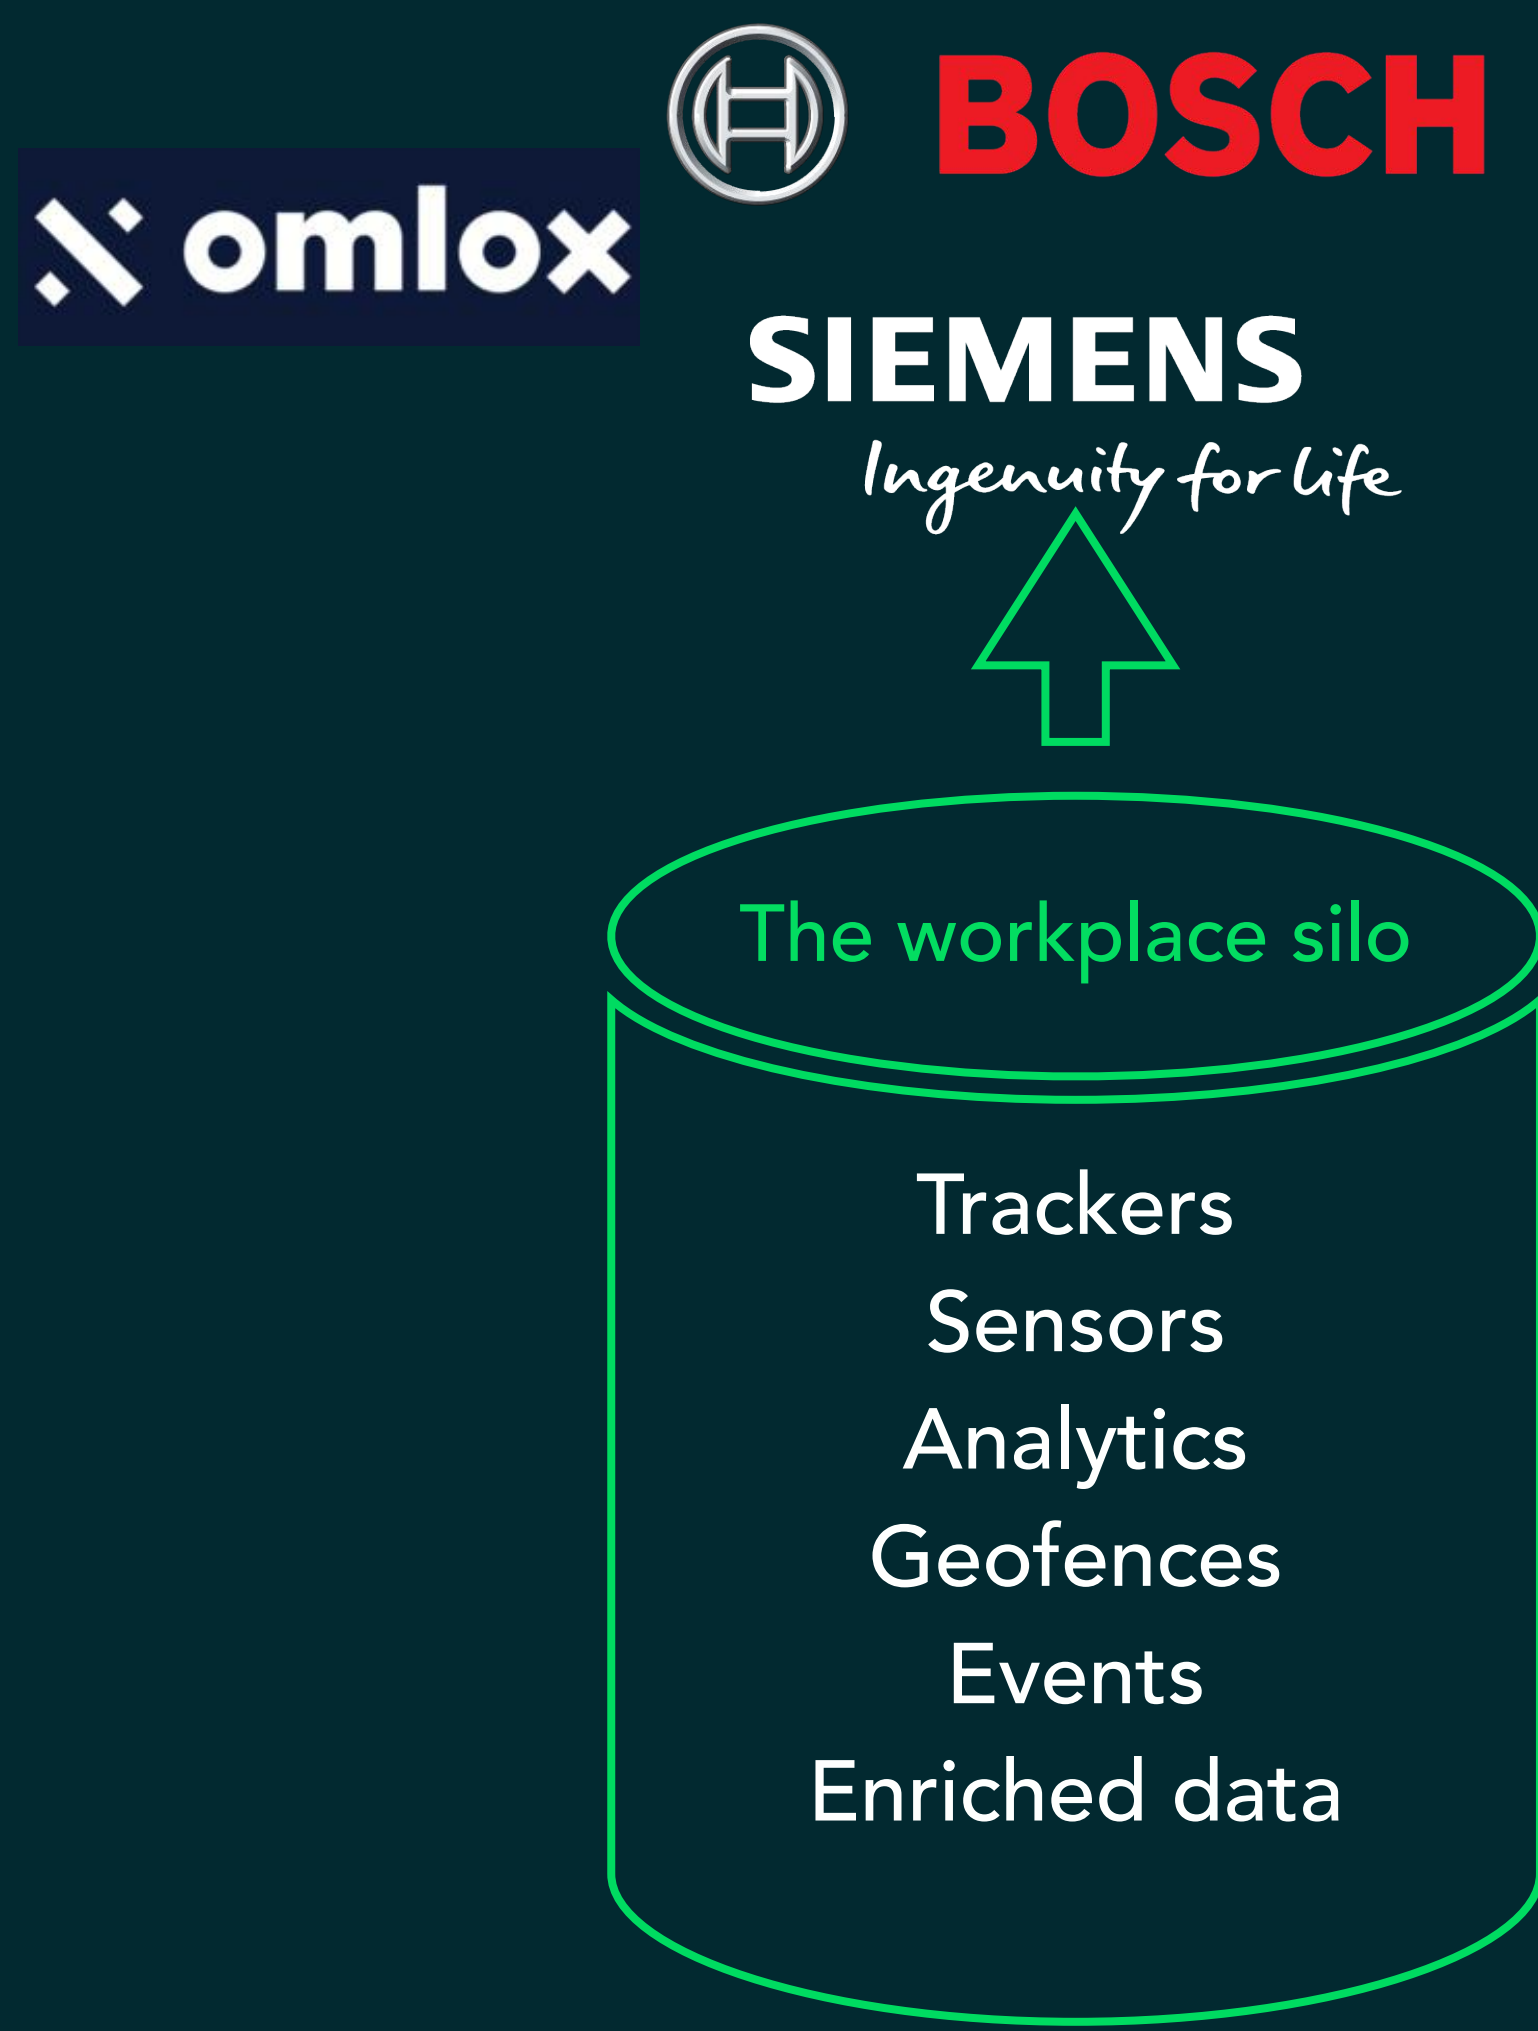 BOSCH
omlox
SIEMENS
Ingenuity for life
The workplace silo
Trackers
Sensors
Analytics
Geofences
Events
Enriched data